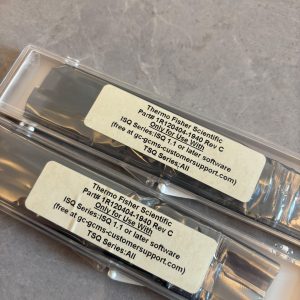 Thermo Fisher Scientific
Part# 1R120404-1940 Rev C
Only for Use With
ISQ Series:ISQ 1.1 or later software
(free at gc-gcms-customersupport.com)
TSQ Series:All
Thermo Fisher Scientific
Part# 1R120404-1940 Rev C
Only for Use With
ISQ Series:ISQ 1.1 or later software
(free at gc-gcms-customersupport.com)
TSQ Series:All